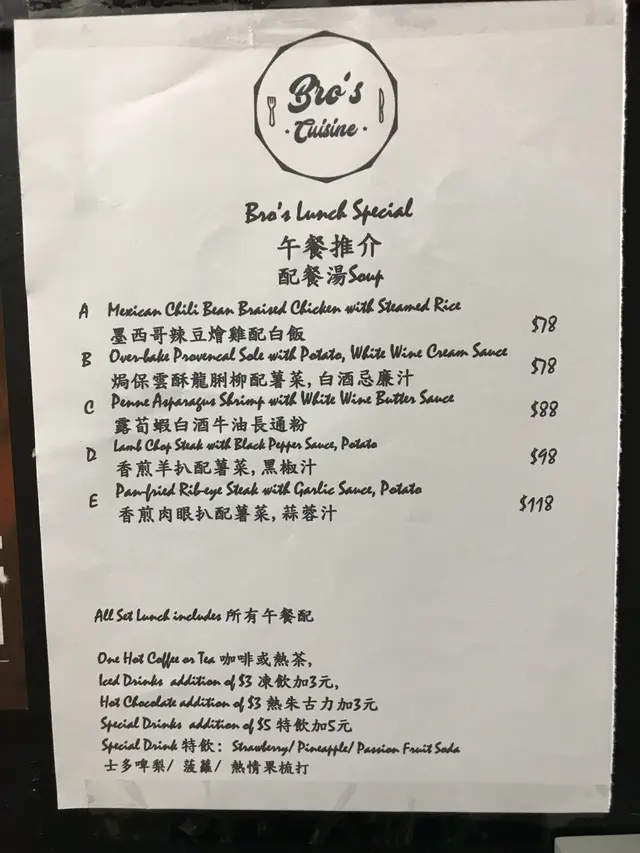 Bro's
· Cuisine ·
Bro's Lunch Special
午餐推介
配餐湯Soup
A Mexican Chili Bean Braised Chicken with Steamed Rice
墨西哥辣豆燴雞配白飯 $78
B Over-bake Provencal Sole with Potato, White Wine Cream Sauce
焗保雲酥龍脷柳配薯菜, 白酒忌廉汁 $78
C Penne Asparagus Shrimp with White Wine Butter Sauce
露荀蝦白酒牛油長通粉 $88
D Lamb Chop Steak with Black Pepper Sauce, Potato
香煎羊扒配薯菜, 黑椒汁 $98
E Pan-fried Rib-eye Steak with Garlic Sauce, Potato
香煎肉眼扒配薯菜, 蒜蓉汁 $118
All Set Lunch includes 所有午餐配
One Hot Coffee or Tea 咖啡或熱茶,
Iced Drinks addition of $3 凍飲加3元,
Hot Chocolate addition of $3 熱朱古力加3元
Special Drinks addition of $5 特飲加5元
Special Drink 特飲: Strawberry/ Pineapple/ Passion Fruit Soda
士多啤梨/ 菠蘿/ 熱情果梳打